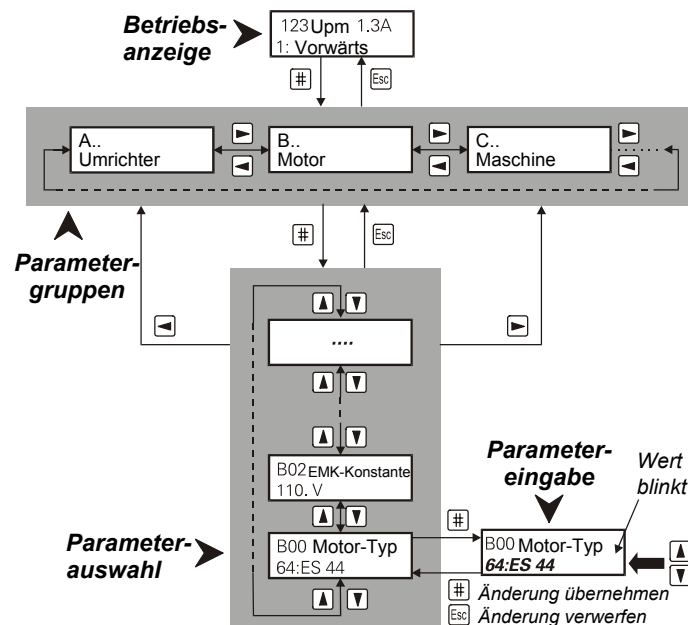 Betriebs-
anzeige
123Upm 1.3A
1: Vorwärts
#
Esc
A..
Umrichter
B..
Motor
C..
Maschine
#
Esc
Parameter-
gruppen
....
B02 EMK-Konstante
110. V
Parameter-
eingabe
Wert
blinkt
#
Parameter-
auswahl
B00 Motor-Typ
64:ES 44
B00 Motor-Typ
64:ES 44
# Änderung übernehmen
Esc Änderung verwerfen